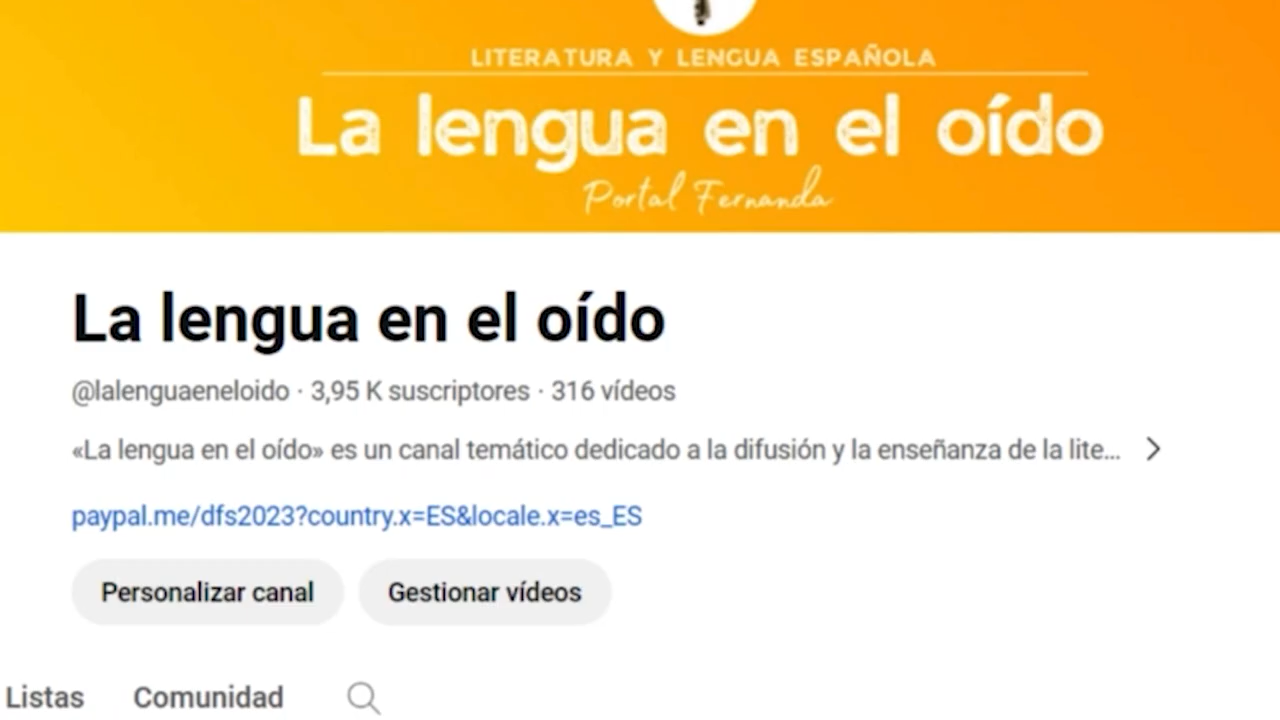 LITERATURA Y LENGUA ESPAÑOLA
La lengua en el oído
Portal Fernanda
La lengua en el oído
@lalenguaeneloido · 3,95 K suscriptores · 316 vídeos
«La lengua en el oído» es un canal temático dedicado a la difusión y la enseñanza de la lite...
paypal.me/dfs2023?country.x=ES&locale.x=es_ES
Personalizar canal Gestionar vídeos
Listas Comunidad